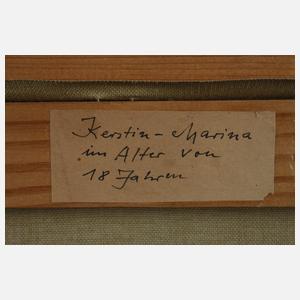 Kerstin-Marina
im Alter von
18 Jahren